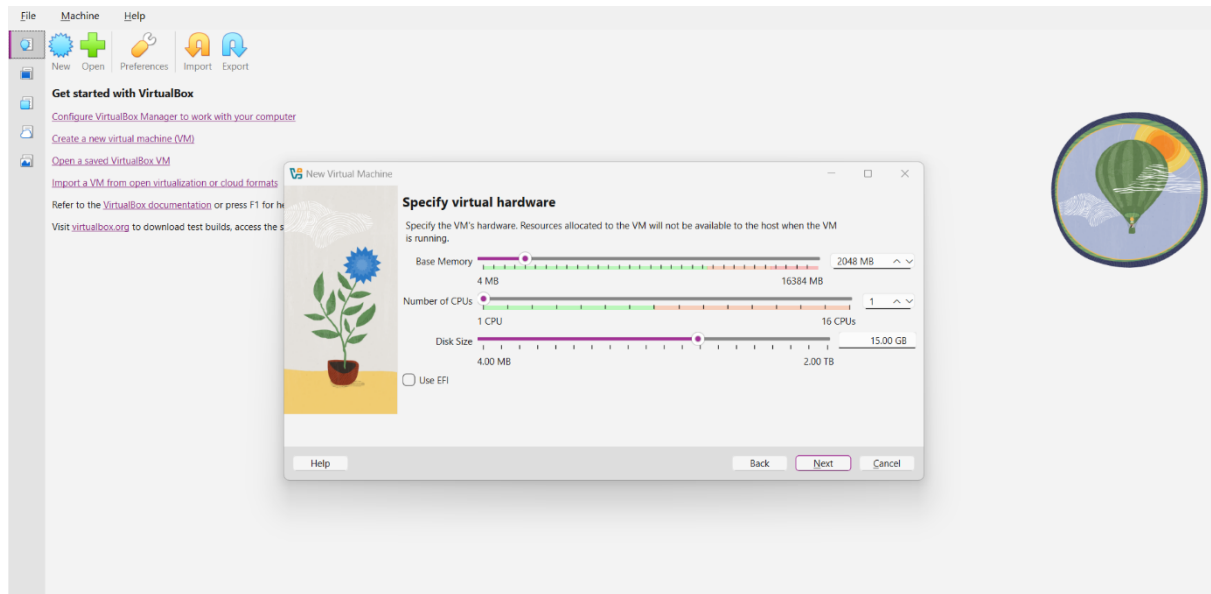 File Machine Help
New Open Preferences Import Export
Get started with VirtualBox
Configure VirtualBox Manager to work with your computer
Create a new virtual machine (VM)
Open a saved VirtualBox VM
Import a VM from open virtualization or cloud formats
Refer to the VirtualBox documentation or press F1 for
Visit virtualbox.org to download test builds, access the
New Virtual Machine
Specify virtual hardware
Specify the VM's hardware. Resources allocated to the VM will not be available to the host when the VM
is running.
Base Memory 2048 MB
4 MB 16384 MB
Number of CPUs 1
1 CPU 16 CPUs
Disk Size 15.00 GB
4.00 MB 2.00 TB
Use EFI
Help Back Next Cancel